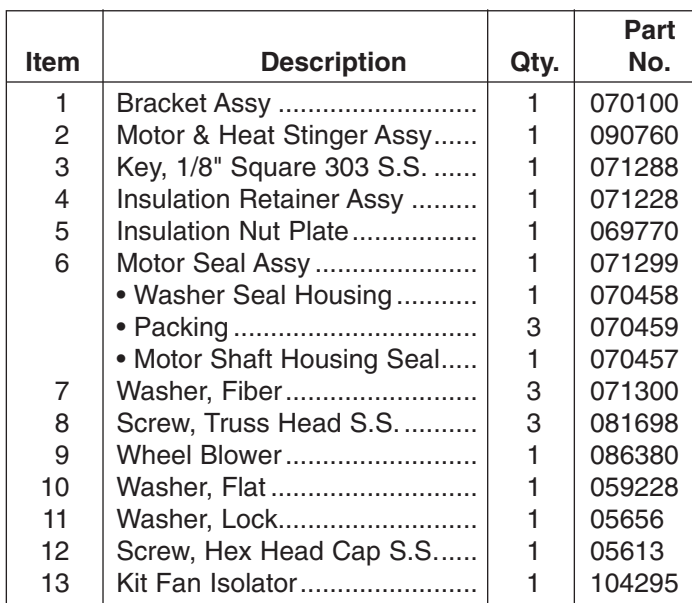 Item Description Qty. Part No.
1 Bracket Assy ........................... 1 070100
2 Motor & Heat Stinger Assy...... 1 090760
3 Key, 1/8" Square 303 S.S. ...... 1 071288
4 Insulation Retainer Assy ......... 1 071228
5 Insulation Nut Plate................. 1 069770
6 Motor Seal Assy ...................... 1 071299
• Washer Seal Housing ........... 1 070458
• Packing ................................. 3 070459
• Motor Shaft Housing Seal..... 1 070457
7 Washer, Fiber.......................... 3 071300
8 Screw, Truss Head S.S. .......... 3 081698
9 Wheel Blower.......................... 1 086380
10 Washer, Flat ............................ 1 059228
11 Washer, Lock........................... 1 05656
12 Screw, Hex Head Cap S.S...... 1 05613
13 Kit Fan Isolator........................ 1 104295